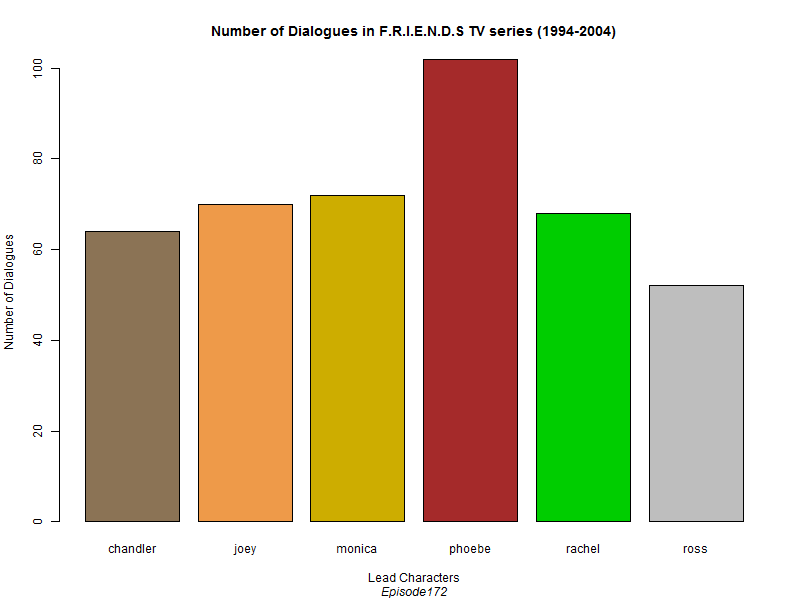 Number of Dialogues in F.R.I.E.N.D.S TV series (1994-2004)
Number of Dialogues
100
80
60
40
20
0
chandler joey monica phoebe rachel ross
Lead Characters
Episode172